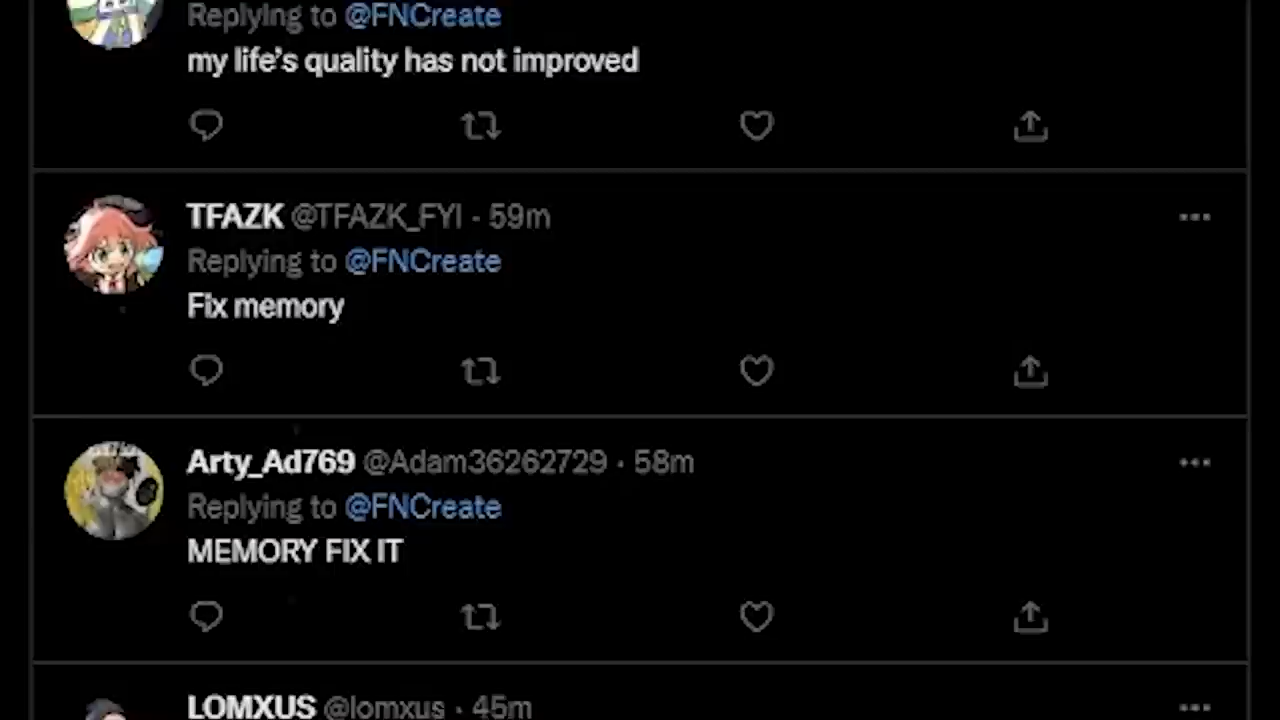 Replying to @FNCreate
my life's quality has not improved
TFAZK @TFAZK_FYI · 59m
Replying to @FNCreate
Fix memory
Arty_Ad769 @Adam36262729 · 58m
Replying to @FNCreate
MEMORY FIX IT
LOMXUS @lomxus · 45m